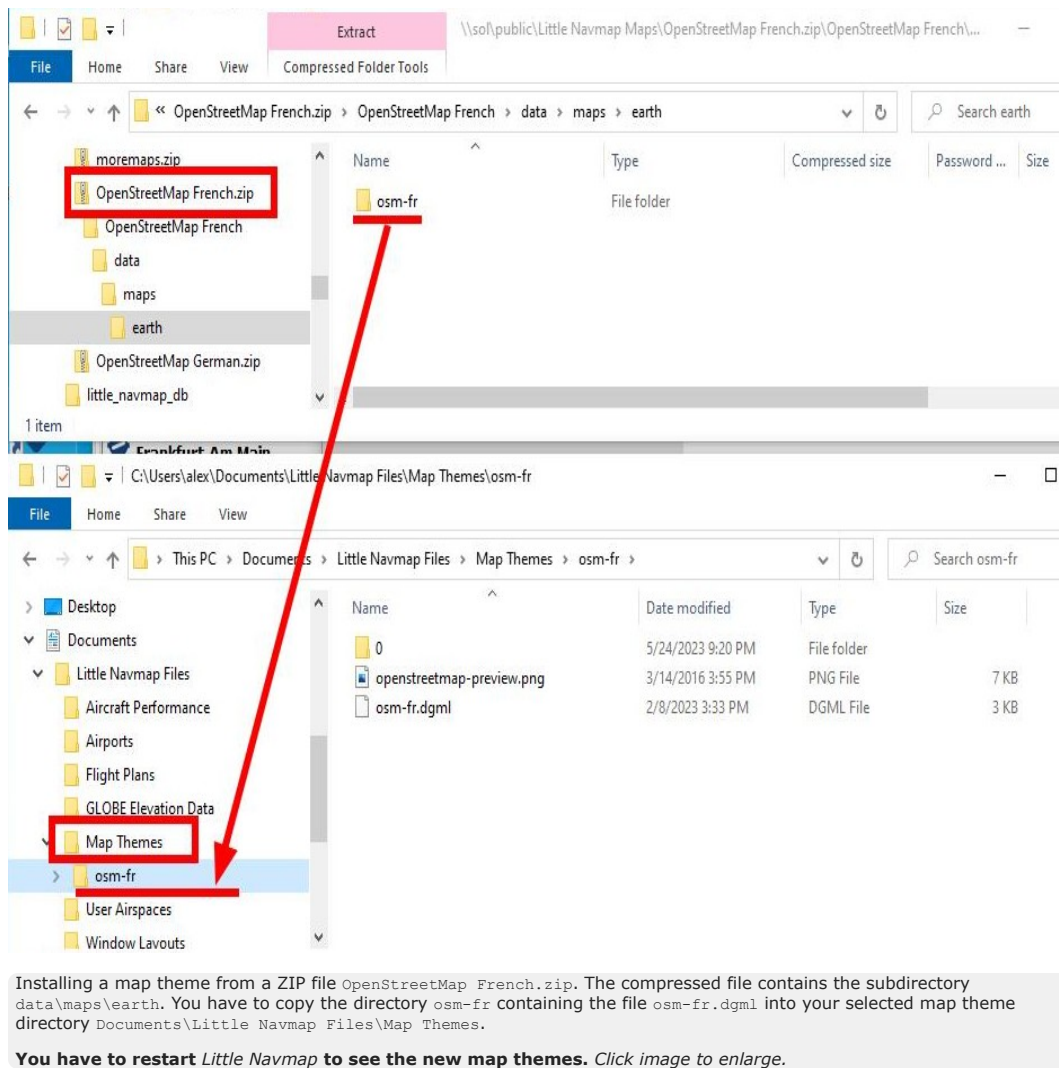 Extract
\\sol\public\Little Navmap Maps\OpenStreetMap French.zip\OpenStreetMap French\...
File Home Share View Compressed Folder Tools
« OpenStreetMap French.zip › OpenStreetMap French › data › maps › earth
Search earth
moremaps.zip
OpenStreetMap French.zip
OpenStreetMap French
data
maps
earth
OpenStreetMap German.zip
little_navmap_db
Name Type Compressed size Password ... Size
osm-fr File folder
1 item
Frankfurt Am Main
C:\Users\alex\Documents\Little Navmap Files\Map Themes\osm-fr
File Home Share View
› This PC › Documents › Little Navmap Files › Map Themes › osm-fr ›
Search osm-fr
Desktop
Documents
Little Navmap Files
Aircraft Performance
Airports
Flight Plans
GLOBE Elevation Data
Map Themes
osm-fr
User Airspaces
Window Layouts
Name Date modified Type Size
0 5/24/2023 9:20 PM File folder
openstreetmap-preview.png 3/14/2016 3:55 PM PNG File 7 KB
osm-fr.dgml 2/8/2023 3:33 PM DGML File 3 KB
Installing a map theme from a ZIP file OpenStreetMap French.zip. The compressed file contains the subdirectory
data\maps\earth. You have to copy the directory osm-fr containing the file osm-fr.dgml into your selected map theme
directory Documents\Little Navmap Files\Map Themes.
You have to restart Little Navmap to see the new map themes. Click image to enlarge.